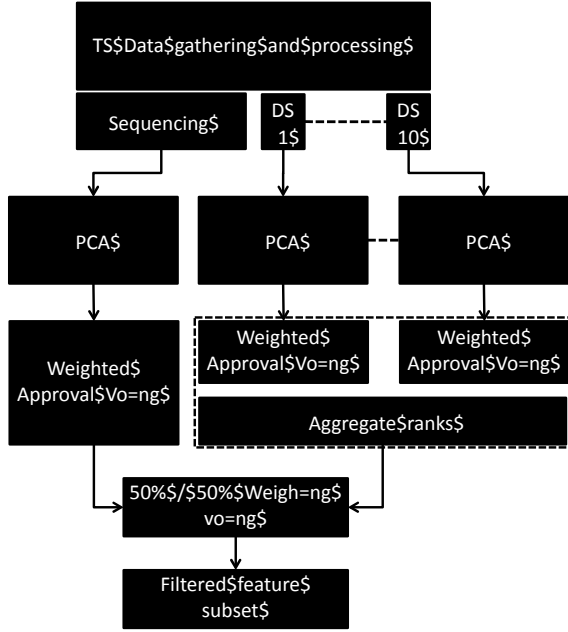 TS$Data$gathering$and$processing$
Sequencing$
DS
1$
DS
10$
PCA$
PCA$
PCA$
Weighted$
Approval$Vo=ng$
Weighted$
Approval$Vo=ng$
Weighted$
Approval$Vo=ng$
Aggregate$ranks$
50%$/$50%$Weigh=ng$
vo=ng$
Filtered$feature$
subset$